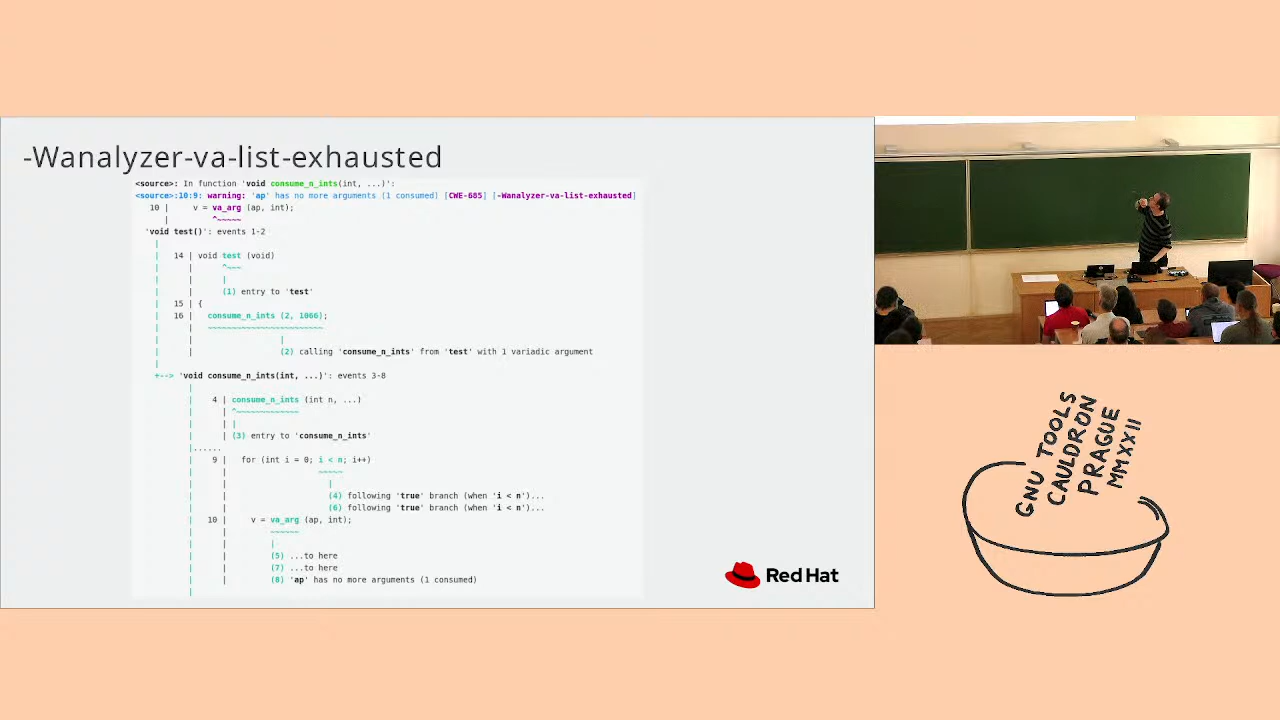 -Wanalyzer-va-list-exhausted
<source>: In function 'void consume_n_ints(int, ...)':
<source>:10:9: warning: 'ap' has no more arguments (1 consumed) [CWE-685] [-Wanalyzer-va-list-exhausted]
10 | v = va_arg (ap, int);
| ^~~~~~
'void test()': events 1-2
|
| 14 | void test (void)
| | ^~~~
| | |
| | (1) entry to 'test'
| 15 | {
| 16 | consume_n_ints (2, 1066);
| | ~~~~~~~~~~~~~~~~~~~~~~~~
| | |
| | (2) calling 'consume_n_ints' from 'test' with 1 variadic argument
|
+--> 'void consume_n_ints(int, ...)': events 3-8
|
| 4 | consume_n_ints (int n, ...)
| | ^~~~~~~~~~~~~~
| | |
| | (3) entry to 'consume_n_ints'
|......
| 9 | for (int i = 0; i < n; i++)
| | ~~~~~
| | |
| | (4) following 'true' branch (when 'i < n')...
| | (6) following 'true' branch (when 'i < n')...
| 10 | v = va_arg (ap, int);
| | ~~~~~~
| | |
| | (5) ...to here
| | (7) ...to here
| | (8) 'ap' has no more arguments (1 consumed)
|
Red Hat
GNU TOOLS
CAULDRON
PRAGUE
MMXXII